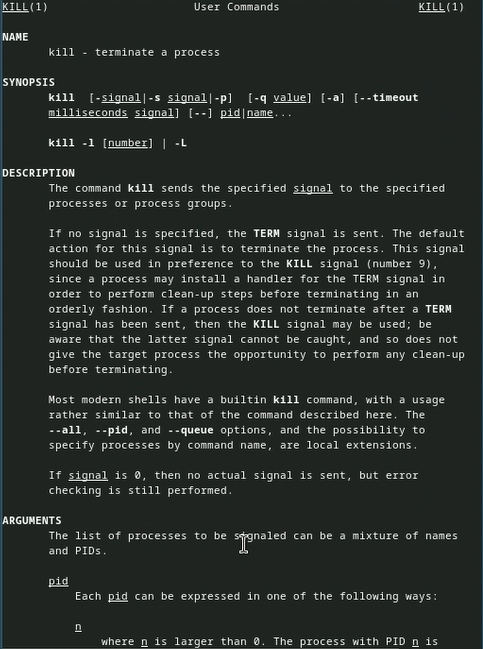 KILL(1) User Commands KILL(1)
NAME
kill - terminate a process
SYNOPSIS
kill [-signal|-s signal|-p] [-q value] [-a] [--timeout
milliseconds signal] [--] pid|name...
kill -l [number] | -L
DESCRIPTION
The command kill sends the specified signal to the specified
processes or process groups.
If no signal is specified, the TERM signal is sent. The default
action for this signal is to terminate the process. This signal
should be used in preference to the KILL signal (number 9),
since a process may install a handler for the TERM signal in
order to perform clean-up steps before terminating in an
orderly fashion. If a process does not terminate after a TERM
signal has been sent, then the KILL signal may be used; be
aware that the latter signal cannot be caught, and so does not
give the target process the opportunity to perform any clean-up
before terminating.
Most modern shells have a builtin kill command, with a usage
rather similar to that of the command described here. The
--all, --pid, and --queue options, and the possibility to
specify processes by command name, are local extensions.
If signal is 0, then no actual signal is sent, but error
checking is still performed.
ARGUMENTS
The list of processes to be signaled can be a mixture of names
and PIDs.
pid
Each pid can be expressed in one of the following ways:
n
where n is larger than 0. The process with PID n is